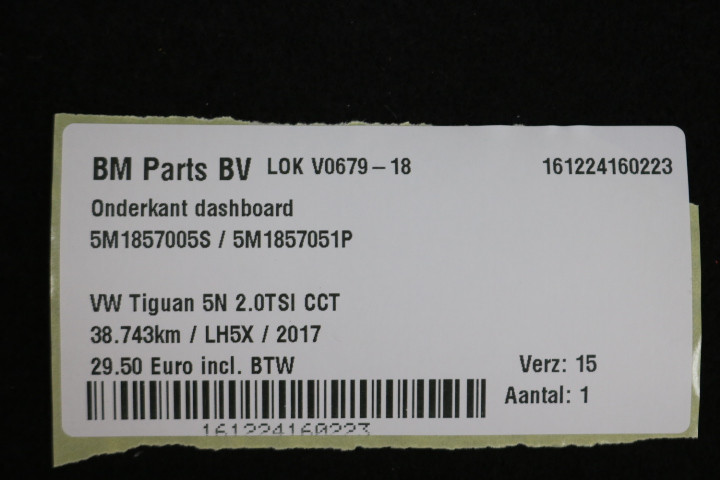 BM Parts BV LOK V0679-18 161224160223
Onderkant dashboard
5M1857005S / 5M1857051P
VW Tiguan 5N 2.0TSI CCT
38.743km / LH5X / 2017
29.50 Euro incl. BTW Verz: 15
Aantal: 1
161224160223